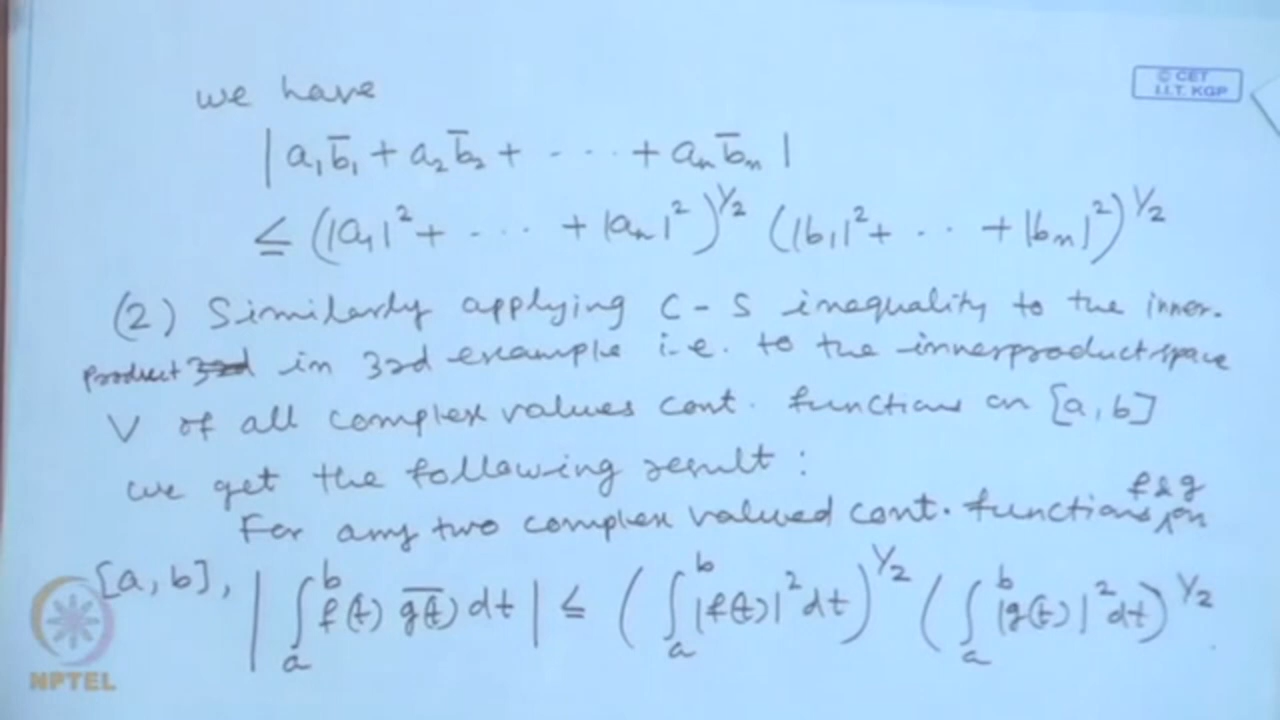 © CET
I.I.T. KGP
we have
| a₁b̄₁ + a₂b̄₂ + - ... + aₙb̄ₙ |
≤ (|a₁|² + - ... + |aₙ|²)^1/2 (|b₁|² + - .. + |bₙ|²)^1/2
(2) Similarly applying C-S inequality to the inner-
product in 3rd example i.e. to the innerproduct space
V of all complex values cont. functions on [a, b]
we get the following result :
For any two complex valued cont. functions f & g on
[a, b], | ∫ₐᵇ f(t) \overline{g(t)} dt | ≤ ( ∫ₐᵇ |f(t)|² dt )^1/2 ( ∫ₐᵇ |g(t)|² dt )^1/2
NPTEL